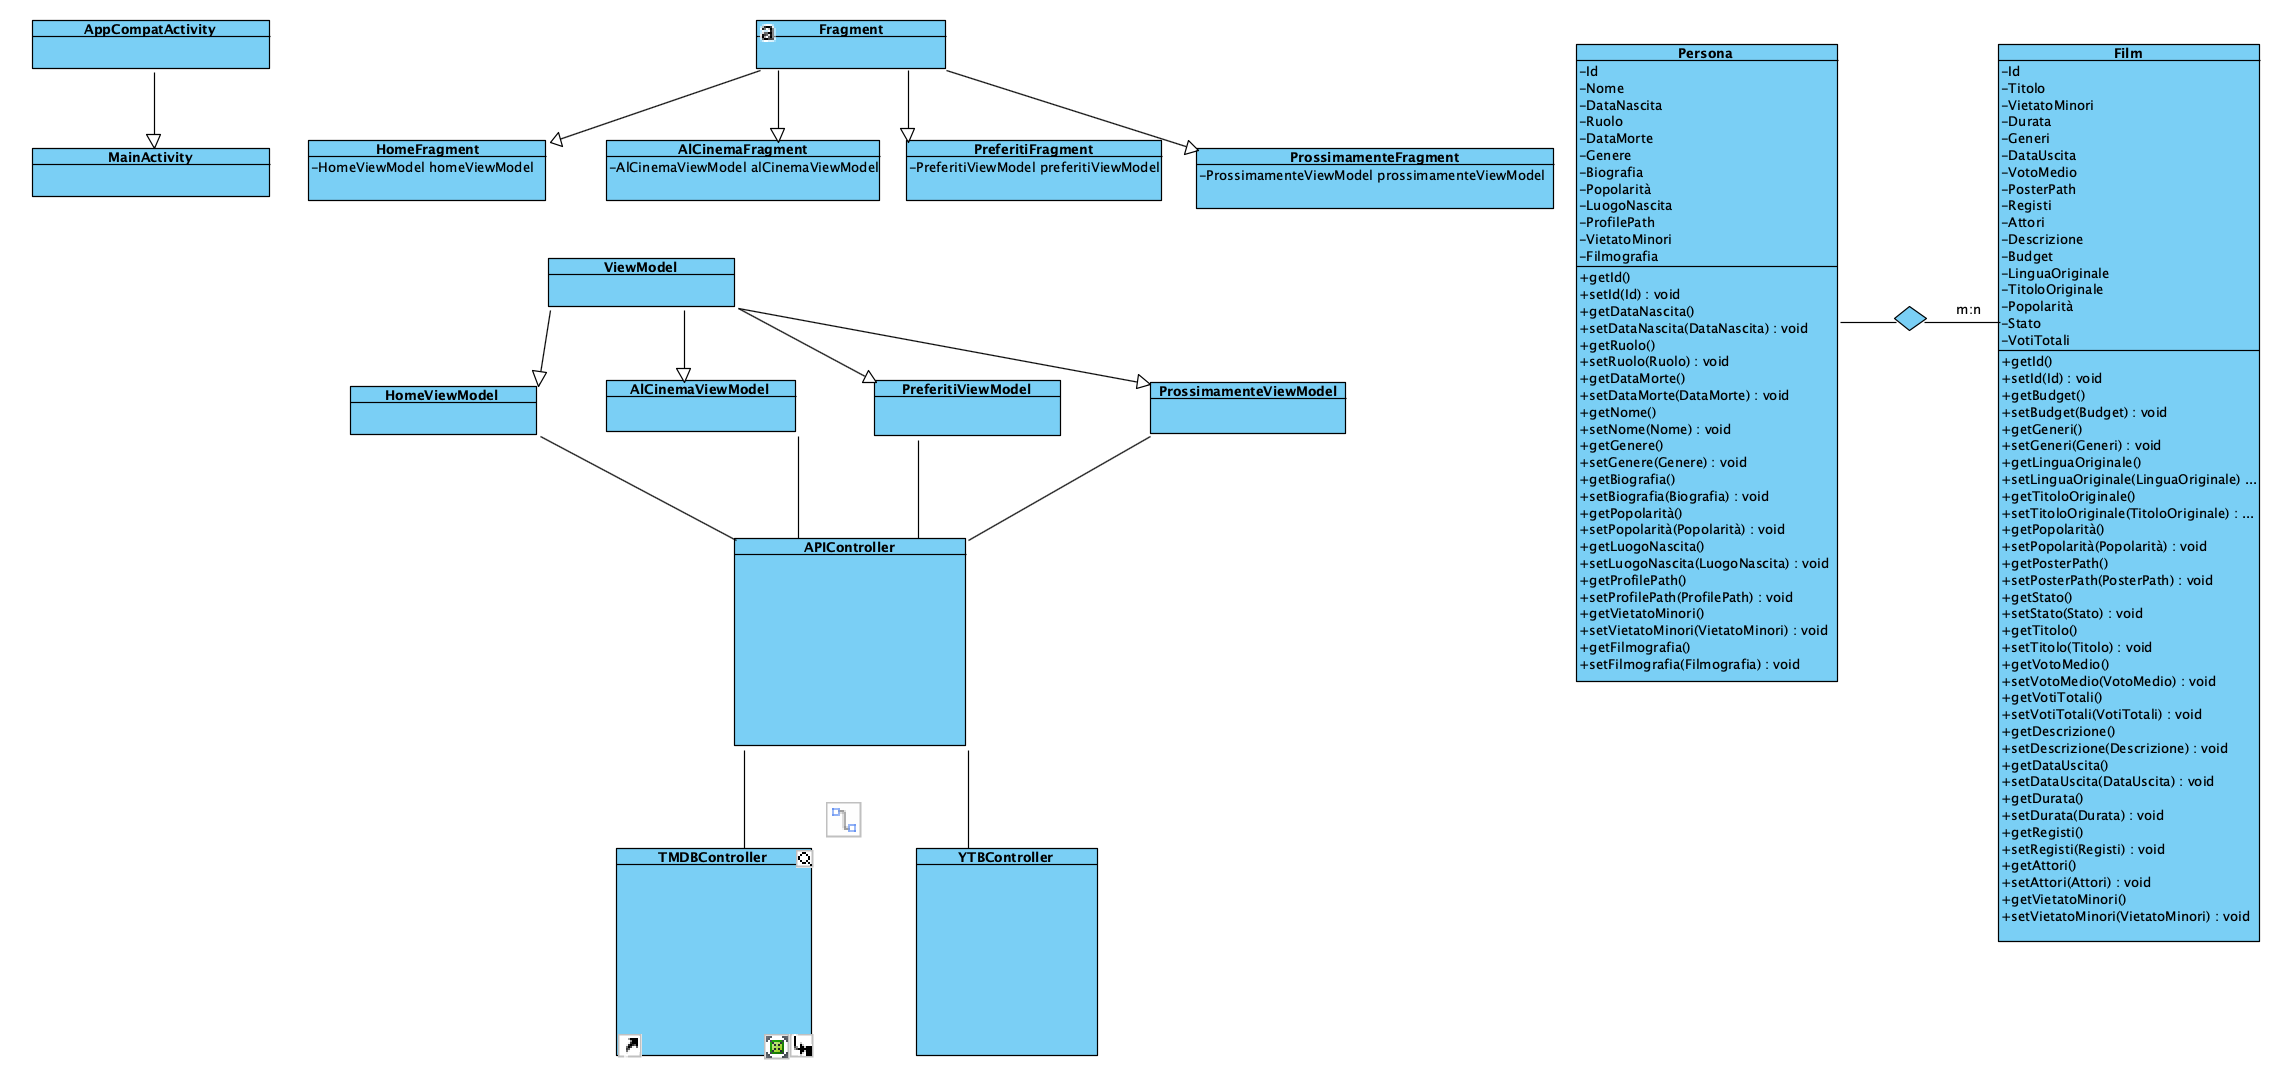 AppCompatActivity
MainActivity
a
Fragment
HomeFragment
-HomeViewModel homeViewModel
AlCinemaFragment
-AlCinemaViewModel alCinemaViewModel
PreferitiFragment
-PreferitiViewModel preferitiViewModel
ProssimamenteFragment
-ProssimamenteViewModel prossimamenteViewModel
ViewModel
HomeViewModel
AlCinemaViewModel
PreferitiViewModel
ProssimamenteViewModel
APIController
TMDBController
YTBController
Persona
-Id
-Nome
-DataNascita
-Ruolo
-DataMorte
-Genere
-Biografia
-Popolarità
-LuogoNascita
-ProfilePath
-VietatoMinori
-Filmografia
+getId()
+setId(Id) : void
+getDataNascita()
+setDataNascita(DataNascita) : void
+getRuolo()
+setRuolo(Ruolo) : void
+getDataMorte()
+setDataMorte(DataMorte) : void
+getNome()
+setNome(Nome) : void
+getGenere()
+setGenere(Genere) : void
+getBiografia()
+setBiografia(Biografia) : void
+getPopolarità()
+setPopolarità(Popolarità) : void
+getLuogoNascita()
+setLuogoNascita(LuogoNascita) : void
+getProfilePath()
+setProfilePath(ProfilePath) : void
+getVietatoMinori()
+setVietatoMinori(VietatoMinori) : void
+getFilmografia()
+setFilmografia(Filmografia) : void
m:n
Film
-Id
-Titolo
-VietatoMinori
-Durata
-Generi
-DataUscita
-VotoMedio
-PosterPath
-Registi
-Attori
-Descrizione
-Budget
-LinguaOriginale
-TitoloOriginale
-Popolarità
-Stato
-VotiTotali
+getId()
+setId(Id) : void
+getBudget()
+setBudget(Budget) : void
+getGeneri()
+setGeneri(Generi) : void
+getLinguaOriginale()
+setLinguaOriginale(LinguaOriginale) ...
+getTitoloOriginale()
+setTitoloOriginale(TitoloOriginale) : ...
+getPopolarità()
+setPopolarità(Popolarità) : void
+getPosterPath()
+setPosterPath(PosterPath) : void
+getStato()
+setStato(Stato) : void
+getTitolo()
+setTitolo(Titolo) : void
+getVotoMedio()
+setVotoMedio(VotoMedio) : void
+getVotiTotali()
+setVotiTotali(VotiTotali) : void
+getDescrizione()
+setDescrizione(Descrizione) : void
+getDataUscita()
+setDataUscita(DataUscita) : void
+getDurata()
+setDurata(Durata) : void
+getRegisti()
+setRegisti(Registi) : void
+getAttori()
+setAttori(Attori) : void
+getVietatoMinori()
+setVietatoMinori(VietatoMinori) : void